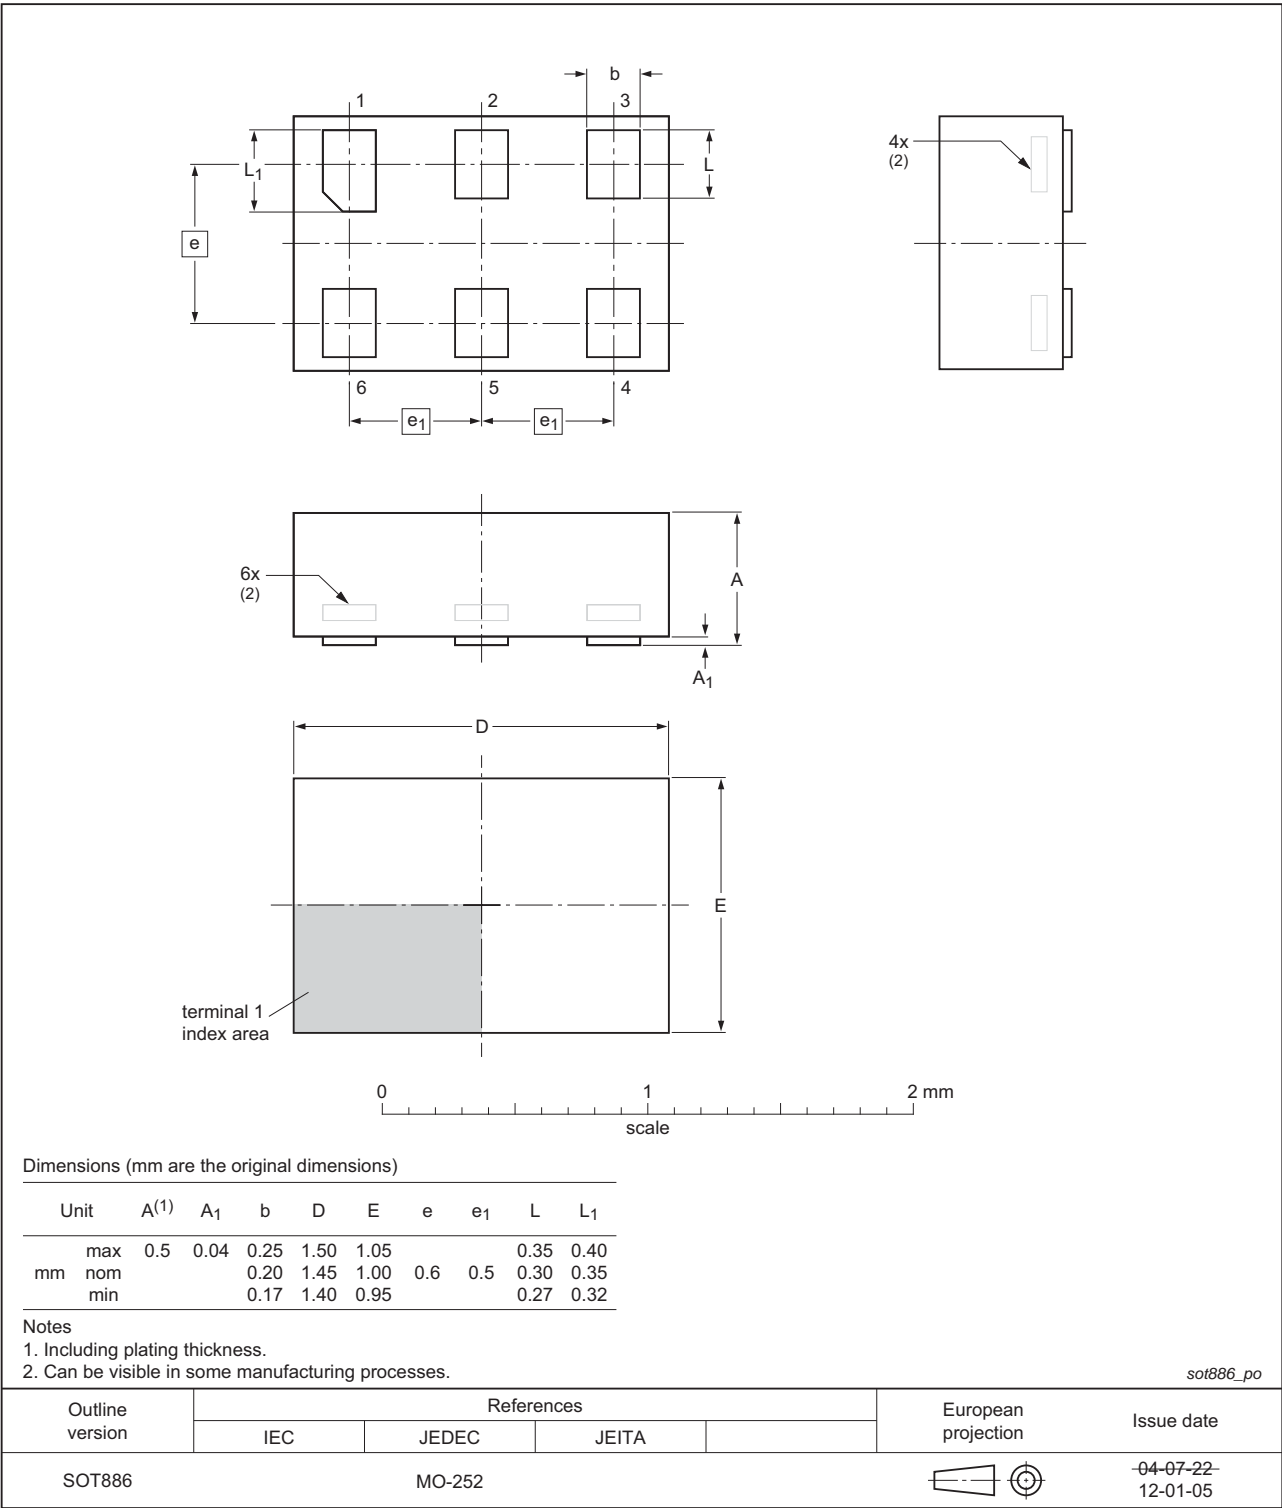 b
1 2 3
L1
L
4x
(2)
e
6 5 4
e1 e1
6x
(2)
A
A1
D
E
terminal 1
index area
0 1 2 mm
scale
Dimensions (mm are the original dimensions)
Unit A(1) A1 b D E e e1 L L1
max 0.5 0.04 0.25 1.50 1.05 0.35 0.40
mm nom 0.20 1.45 1.00 0.6 0.5 0.30 0.35
min 0.17 1.40 0.95 0.27 0.32
Notes
1. Including plating thickness.
2. Can be visible in some manufacturing processes.
sot886_po
Outline
version
References
IEC JEDEC JEITA
European
projection
Issue date
SOT886 MO-252
04-07-22
12-01-05